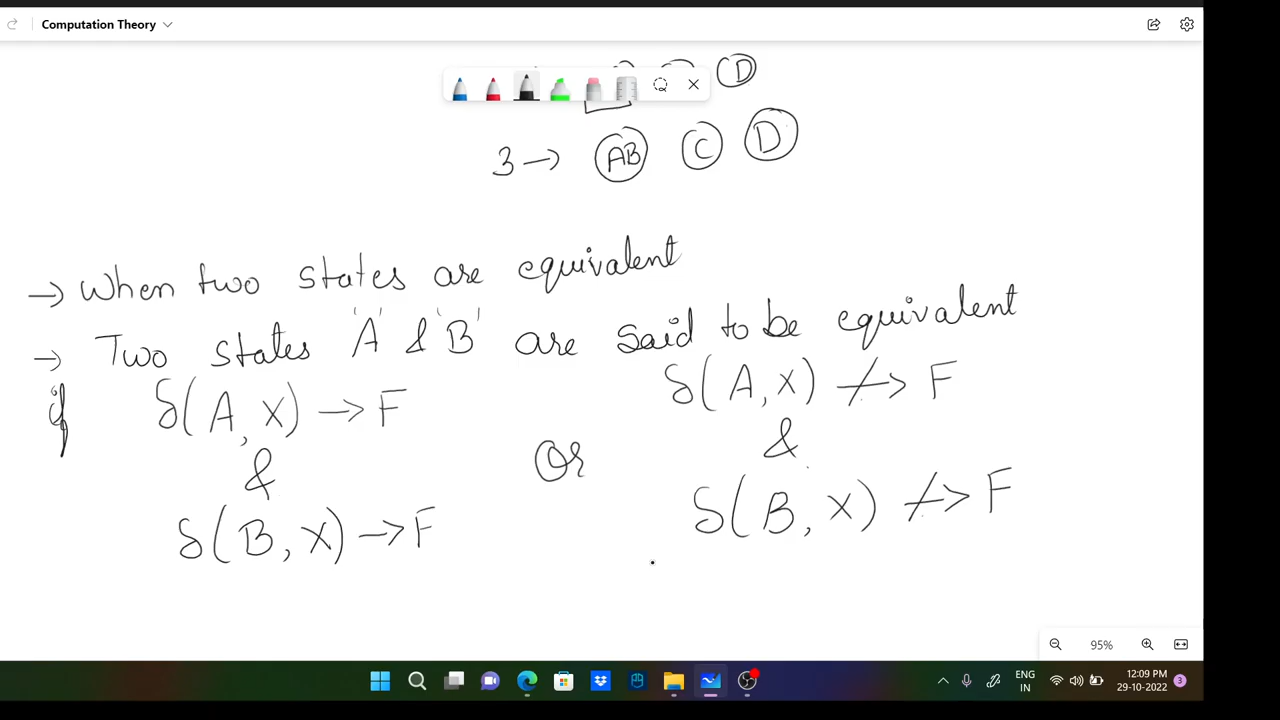 Computation Theory
D
3 → AB C D
→ When two states are equivalent
→ Two states 'A' & 'B' are said to be equivalent
if δ(A, X) → F
&
δ(B, X) → F
Or
δ(A, X) ↛ F
&
δ(B, X) ↛ F
95%
ENG
IN
12:09 PM
29-10-2022
3